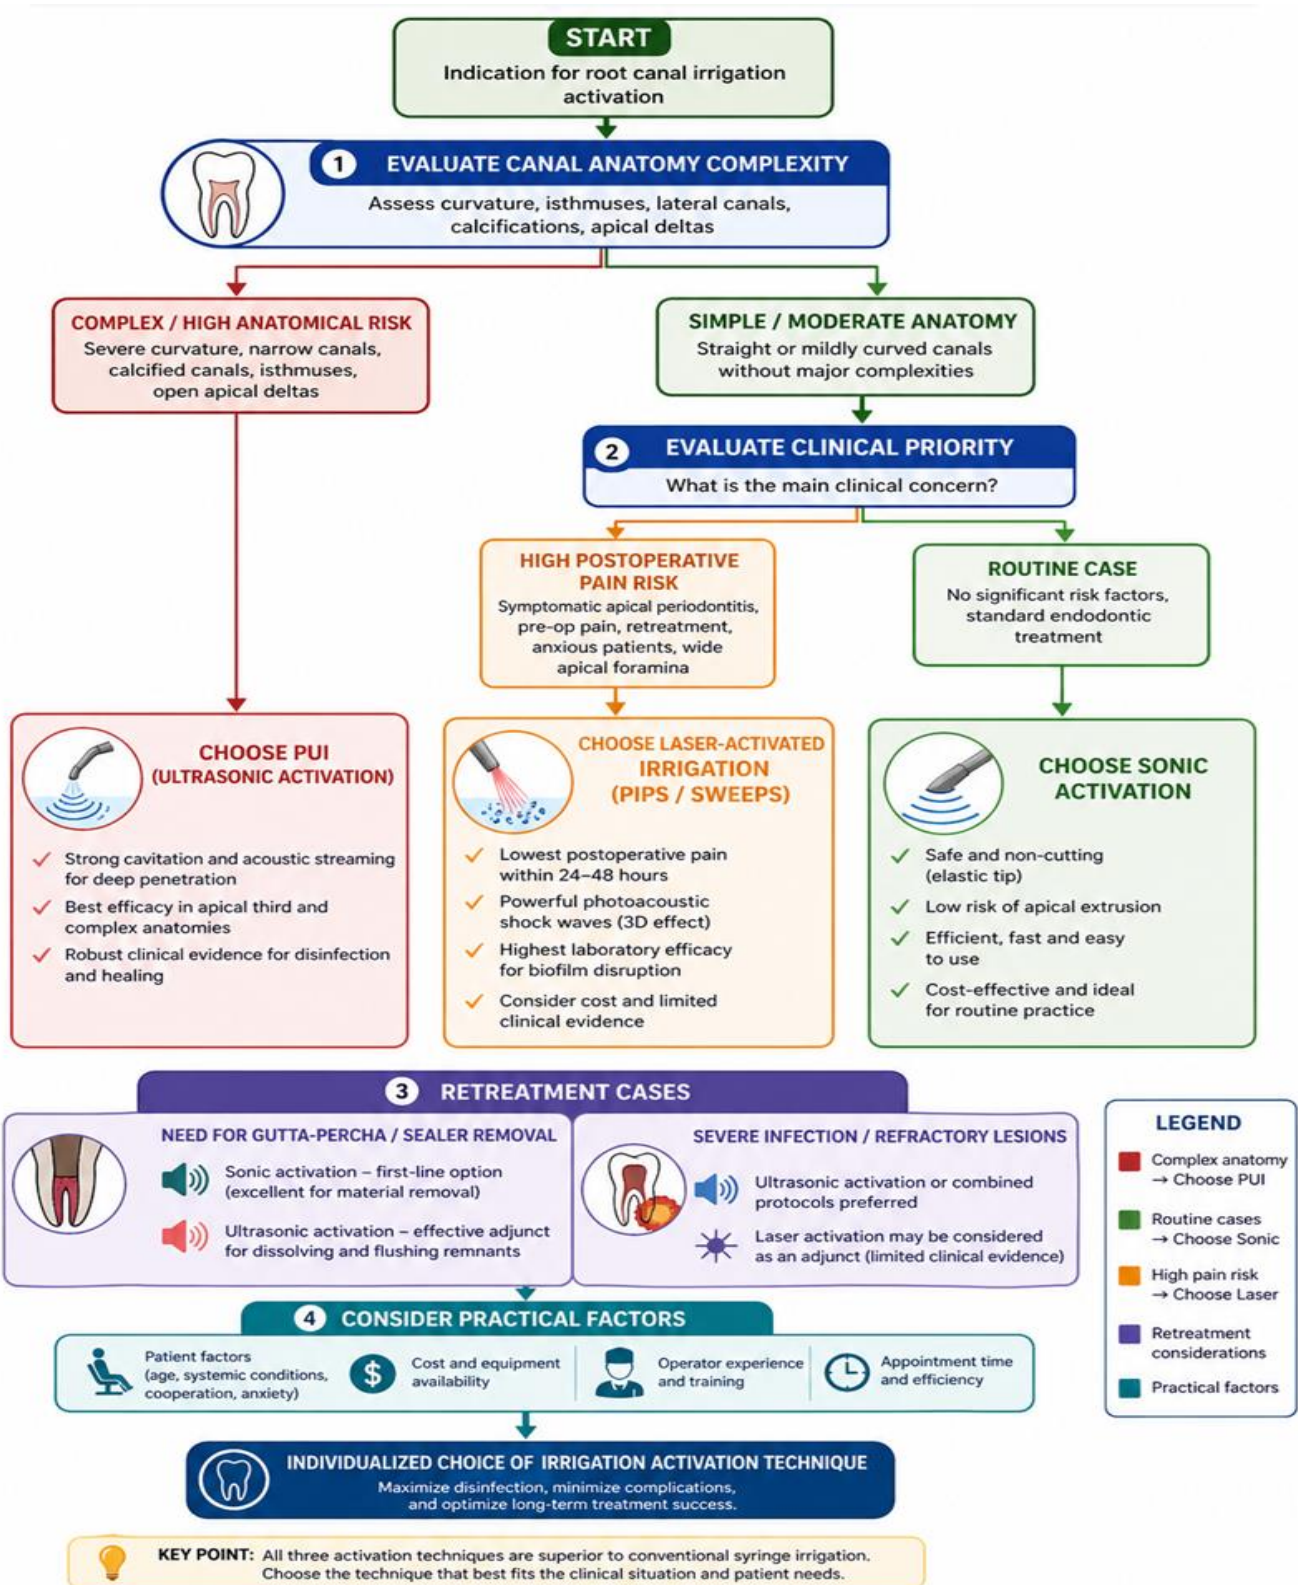 START
Indication for root canal irrigation
activation
1 EVALUATE CANAL ANATOMY COMPLEXITY
Assess curvature, isthmuses, lateral canals,
calcifications, apical deltas
COMPLEX / HIGH ANATOMICAL RISK
Severe curvature, narrow canals,
calcified canals, isthmuses,
open apical deltas
SIMPLE / MODERATE ANATOMY
Straight or mildly curved canals
without major complexities
2 EVALUATE CLINICAL PRIORITY
What is the main clinical concern?
HIGH POSTOPERATIVE
PAIN RISK
Symptomatic apical periodontitis,
pre-op pain, retreatment,
anxious patients, wide
apical foramina
ROUTINE CASE
No significant risk factors,
standard endodontic
treatment
CHOOSE PUI
(ULTRASONIC ACTIVATION)
Strong cavitation and acoustic streaming
for deep penetration
Best efficacy in apical third and
complex anatomies
Robust clinical evidence for disinfection
and healing
CHOOSE LASER-ACTIVATED
IRRIGATION
(PIPS / SWEEPS)
Lowest postoperative pain
within 24–48 hours
Powerful photoacoustic
shock waves (3D effect)
Highest laboratory efficacy
for biofilm disruption
Consider cost and limited
clinical evidence
CHOOSE SONIC
ACTIVATION
Safe and non-cutting
(elastic tip)
Low risk of apical extrusion
Efficient, fast and easy
to use
Cost-effective and ideal
for routine practice
3 RETREATMENT CASES
NEED FOR GUTTA-PERCHA / SEALER REMOVAL
Sonic activation – first-line option
(excellent for material removal)
Ultrasonic activation – effective adjunct
for dissolving and flushing remnants
SEVERE INFECTION / REFRACTORY LESIONS
Ultrasonic activation or combined
protocols preferred
Laser activation may be considered
as an adjunct (limited clinical evidence)
LEGEND
Complex anatomy
→ Choose PUI
Routine cases
→ Choose Sonic
High pain risk
→ Choose Laser
Retreatment
considerations
Practical factors
4 CONSIDER PRACTICAL FACTORS
Patient factors
(age, systemic conditions,
cooperation, anxiety)
$
Cost and equipment
availability
Operator experience
and training
Appointment time
and efficiency
INDIVIDUALIZED CHOICE OF IRRIGATION ACTIVATION TECHNIQUE
Maximize disinfection, minimize complications,
and optimize long-term treatment success.
KEY POINT: All three activation techniques are superior to conventional syringe irrigation.
Choose the technique that best fits the clinical situation and patient needs.